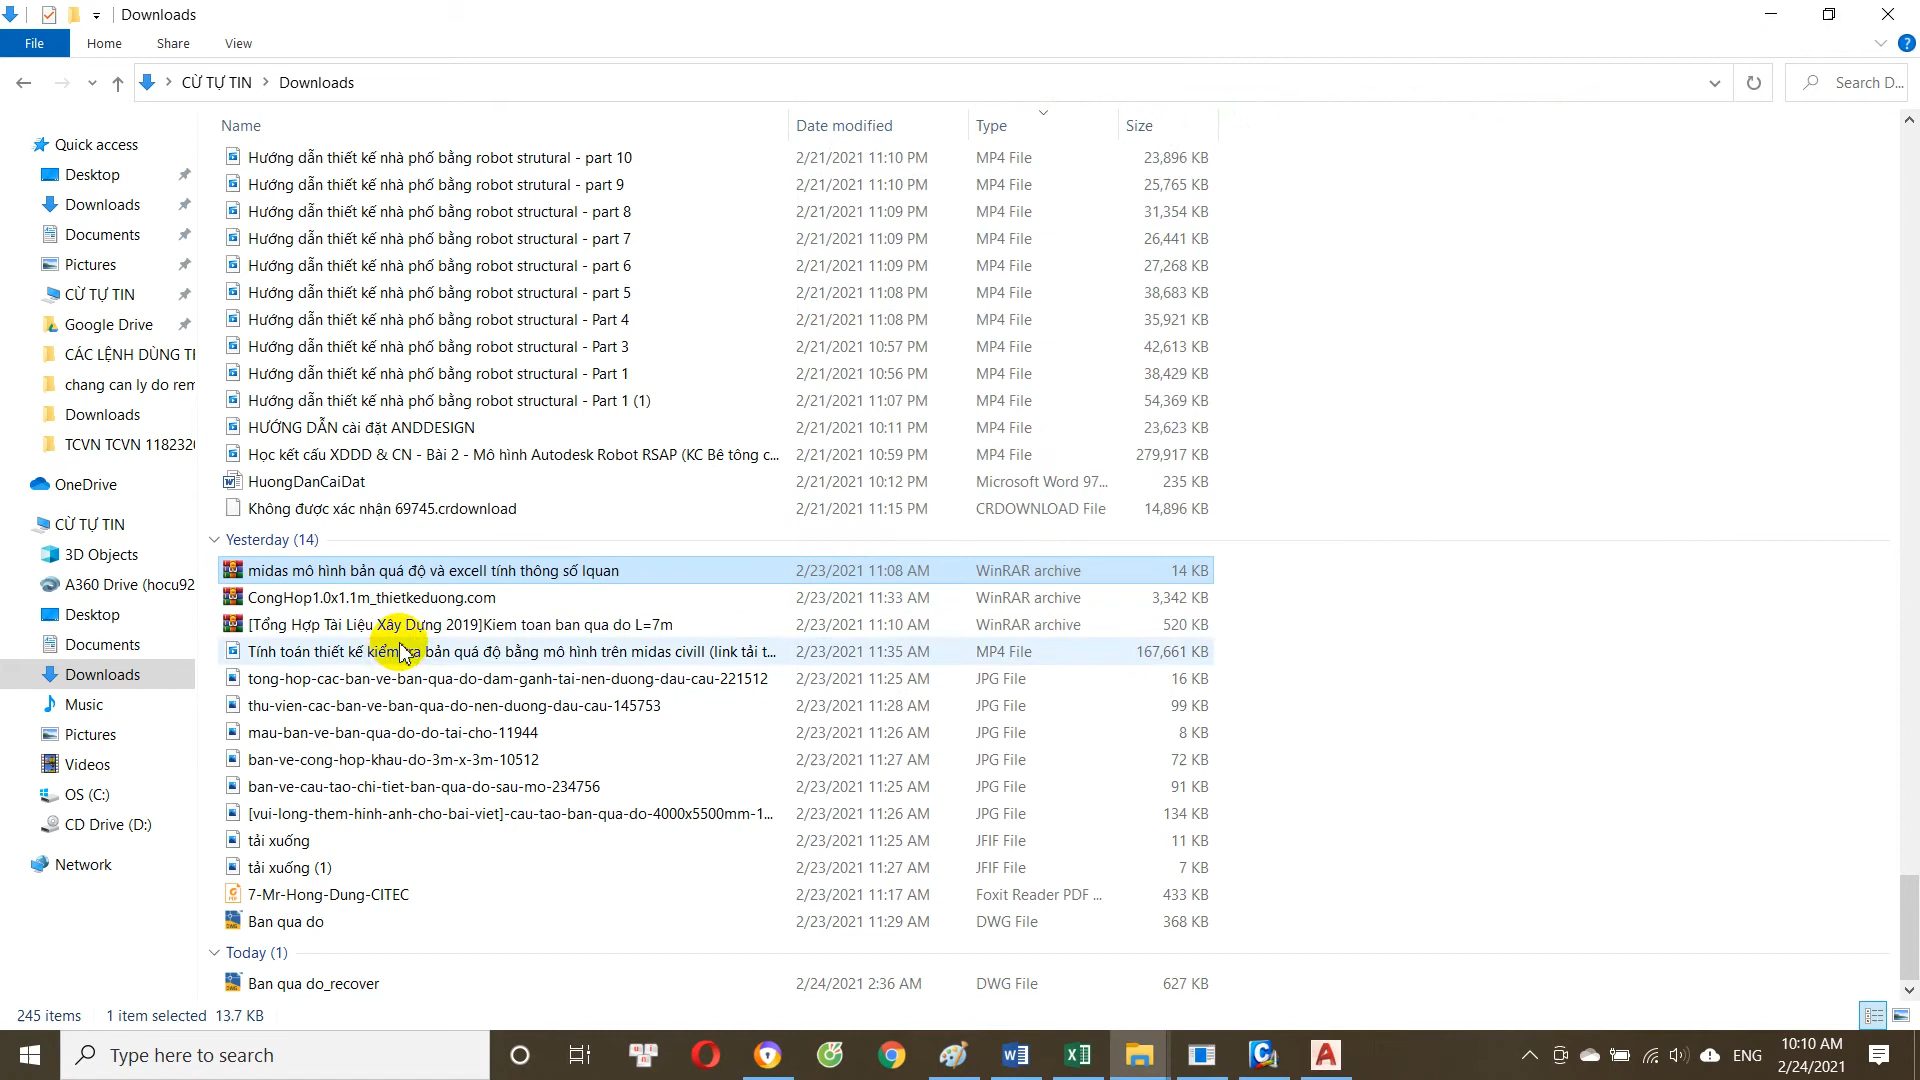 Downloads
File Home Share View
CỪ TỰ TIN Downloads Search D...
Name Date modified Type Size
Quick access
Desktop
Downloads
Documents
Pictures
CỪ TỰ TIN
Google Drive
CÁC LỆNH DÙNG
chang can ly do rem
Downloads
TCVN TCVN
OneDrive
CỪ TỰ TIN
3D Objects
A360 Drive (hocu92
Desktop
Documents
Downloads
Music
Pictures
Videos
OS (C:)
CD Drive (D:)
Network
Hướng dẫn thiết kế nhà phố bằng robot strutural - part 10 2/21/2021 11:10 PM MP4 File 23,896 KB
Hướng dẫn thiết kế nhà phố bằng robot strutural - part 9 2/21/2021 11:10 PM MP4 File 25,765 KB
Hướng dẫn thiết kế nhà phố bằng robot structural - part 8 2/21/2021 11:09 PM MP4 File 31,354 KB
Hướng dẫn thiết kế nhà phố bằng robot structural - part 7 2/21/2021 11:09 PM MP4 File 26,441 KB
Hướng dẫn thiết kế nhà phố bằng robot structural - part 6 2/21/2021 11:09 PM MP4 File 27,268 KB
Hướng dẫn thiết kế nhà phố bằng robot structural - part 5 2/21/2021 11:08 PM MP4 File 38,683 KB
Hướng dẫn thiết kế nhà phố bằng robot structural - Part 4 2/21/2021 11:08 PM MP4 File 35,921 KB
Hướng dẫn thiết kế nhà phố bằng robot structural - Part 3 2/21/2021 10:57 PM MP4 File 42,613 KB
Hướng dẫn thiết kế nhà phố bằng robot structural - Part 1 2/21/2021 10:56 PM MP4 File 38,429 KB
Hướng dẫn thiết kế nhà phố bằng robot structural - Part 1 (1) 2/21/2021 11:07 PM MP4 File 54,369 KB
HƯỚNG DẪN cài đặt ANDDESIGN 2/21/2021 10:11 PM MP4 File 23,623 KB
Học kết cấu XDDD & CN - Bài 2 - Mô hình Autodesk Robot RSAP (KC Bê tông c... 2/21/2021 10:59 PM MP4 File 279,917 KB
HuongDanCaiDat 2/21/2021 10:12 PM Microsoft Word 97... 235 KB
Không được xác nhận 69745.crdownload 2/21/2021 11:15 PM CRDOWNLOAD File 14,896 KB
Yesterday (14)
midas mô hình bản quá độ và excell tính thông số lquan 2/23/2021 11:08 AM WinRAR archive 14 KB
CongHop1.0x1.1m_thietkeduong.com 2/23/2021 11:33 AM WinRAR archive 3,342 KB
[Tổng Hợp Tài Liệu Xây Dựng 2019]Kiem toan ban qua do L=7m 2/23/2021 11:10 AM WinRAR archive 520 KB
Tính toán thiết kế kiểm tra bản quá độ bằng mô hình trên midas civill (link tải t... 2/23/2021 11:35 AM MP4 File 167,661 KB
tong-hop-cac-ban-ve-ban-qua-do-dam-ganh-tai-nen-duong-dau-cau-221512 2/23/2021 11:25 AM JPG File 16 KB
thu-vien-cac-ban-ve-ban-qua-do-nen-duong-dau-cau-145753 2/23/2021 11:28 AM JPG File 99 KB
mau-ban-ve-ban-qua-do-do-tai-cho-11944 2/23/2021 11:26 AM JPG File 8 KB
ban-ve-cong-hop-khau-do-3m-x-3m-10512 2/23/2021 11:27 AM JPG File 72 KB
ban-ve-cau-tao-chi-tiet-ban-qua-do-sau-mo-234756 2/23/2021 11:25 AM JPG File 91 KB
[vui-long-them-hinh-anh-cho-bai-viet]-cau-tao-ban-qua-do-4000x5500mm-1... 2/23/2021 11:26 AM JPG File 134 KB
tải xuống 2/23/2021 11:25 AM JFIF File 11 KB
tải xuống (1) 2/23/2021 11:27 AM JFIF File 7 KB
7-Mr-Hong-Dung-CITEC 2/23/2021 11:17 AM Foxit Reader PDF ... 433 KB
Ban qua do 2/23/2021 11:29 AM DWG File 368 KB
Today (1)
Ban qua do_recover 2/24/2021 2:36 AM DWG File 627 KB
245 items 1 item selected 13.7 KB
Type here to search
ENG
10:10 AM
2/24/2021